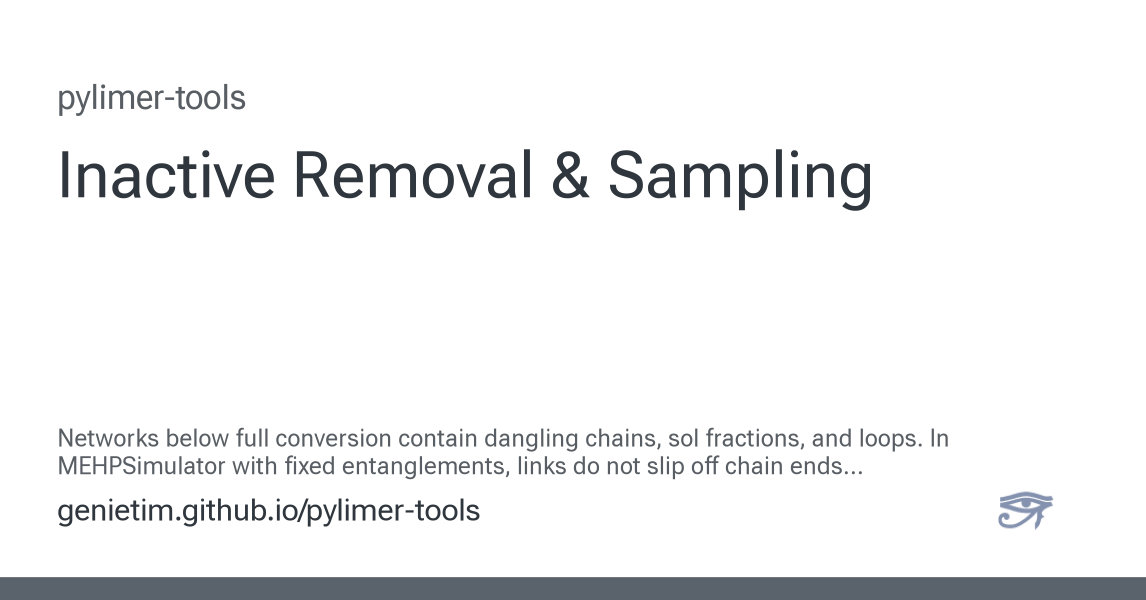 pylimer-tools
Inactive Removal & Sampling
Networks below full conversion contain dangling chains, sol fractions, and loops. In
MEHPSimulator with fixed entanglements, links do not slip off chain ends...
genietim.github.io/pylimer-tools